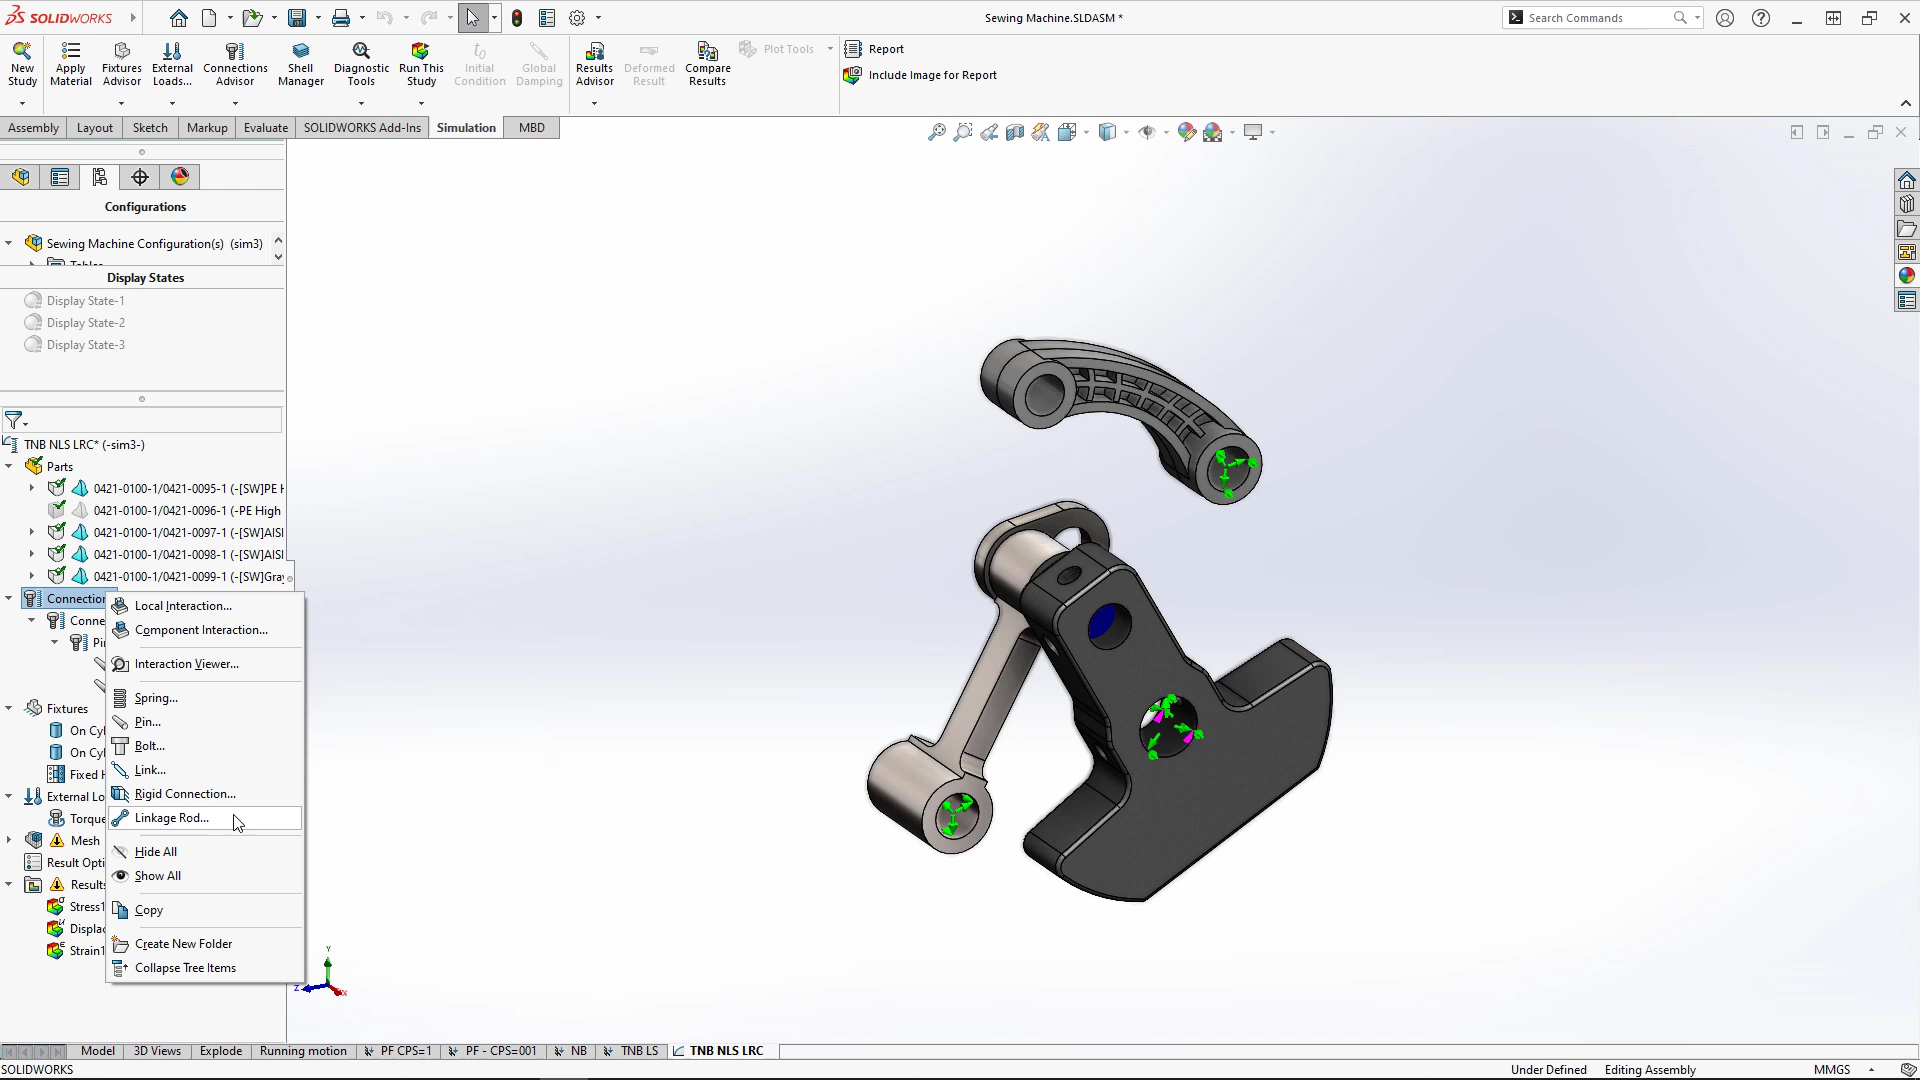 SOLIDWORKS
Sewing Machine.SLDASM *
Search Commands
New Study
Apply Material
Fixtures Advisor
External Loads...
Connections Advisor
Shell Manager
Diagnostic Tools
Run This Study
Initial Condition
Global Damping
Results Advisor
Deformed Result
Compare Results
Plot Tools
Report
Include Image for Report
Assembly
Layout
Sketch
Markup
Evaluate
SOLIDWORKS Add-Ins
Simulation
MBD
Configurations
Sewing Machine Configuration(s) (sim3)
Display States
Display State-1
Display State-2
Display State-3
TNB NLS LRC* (-sim3-)
Parts
0421-0100-1/0421-0095-1 (-[SW]PE H
0421-0100-1/0421-0096-1 (-PE High
0421-0100-1/0421-0097-1 (-[SW]AISI
0421-0100-1/0421-0098-1 (-[SW]AISI
0421-0100-1/0421-0099-1 (-[SW]Gray
Connection
Conne
Pin
Fixtures
On Cyl
On Cyl
Fixed H
External Lo
Torque
Mesh
Result Opti
Results
Stress1
Displac
Strain1
Local Interaction...
Component Interaction...
Interaction Viewer...
Spring...
Pin...
Bolt...
Link...
Rigid Connection...
Linkage Rod...
Hide All
Show All
Copy
Create New Folder
Collapse Tree Items
Y
Z
X
Model
3D Views
Explode
Running motion
PF CPS=1
PF - CPS=001
NB
TNB LS
TNB NLS LRC
SOLIDWORKS
Under Defined
Editing Assembly
MMGS